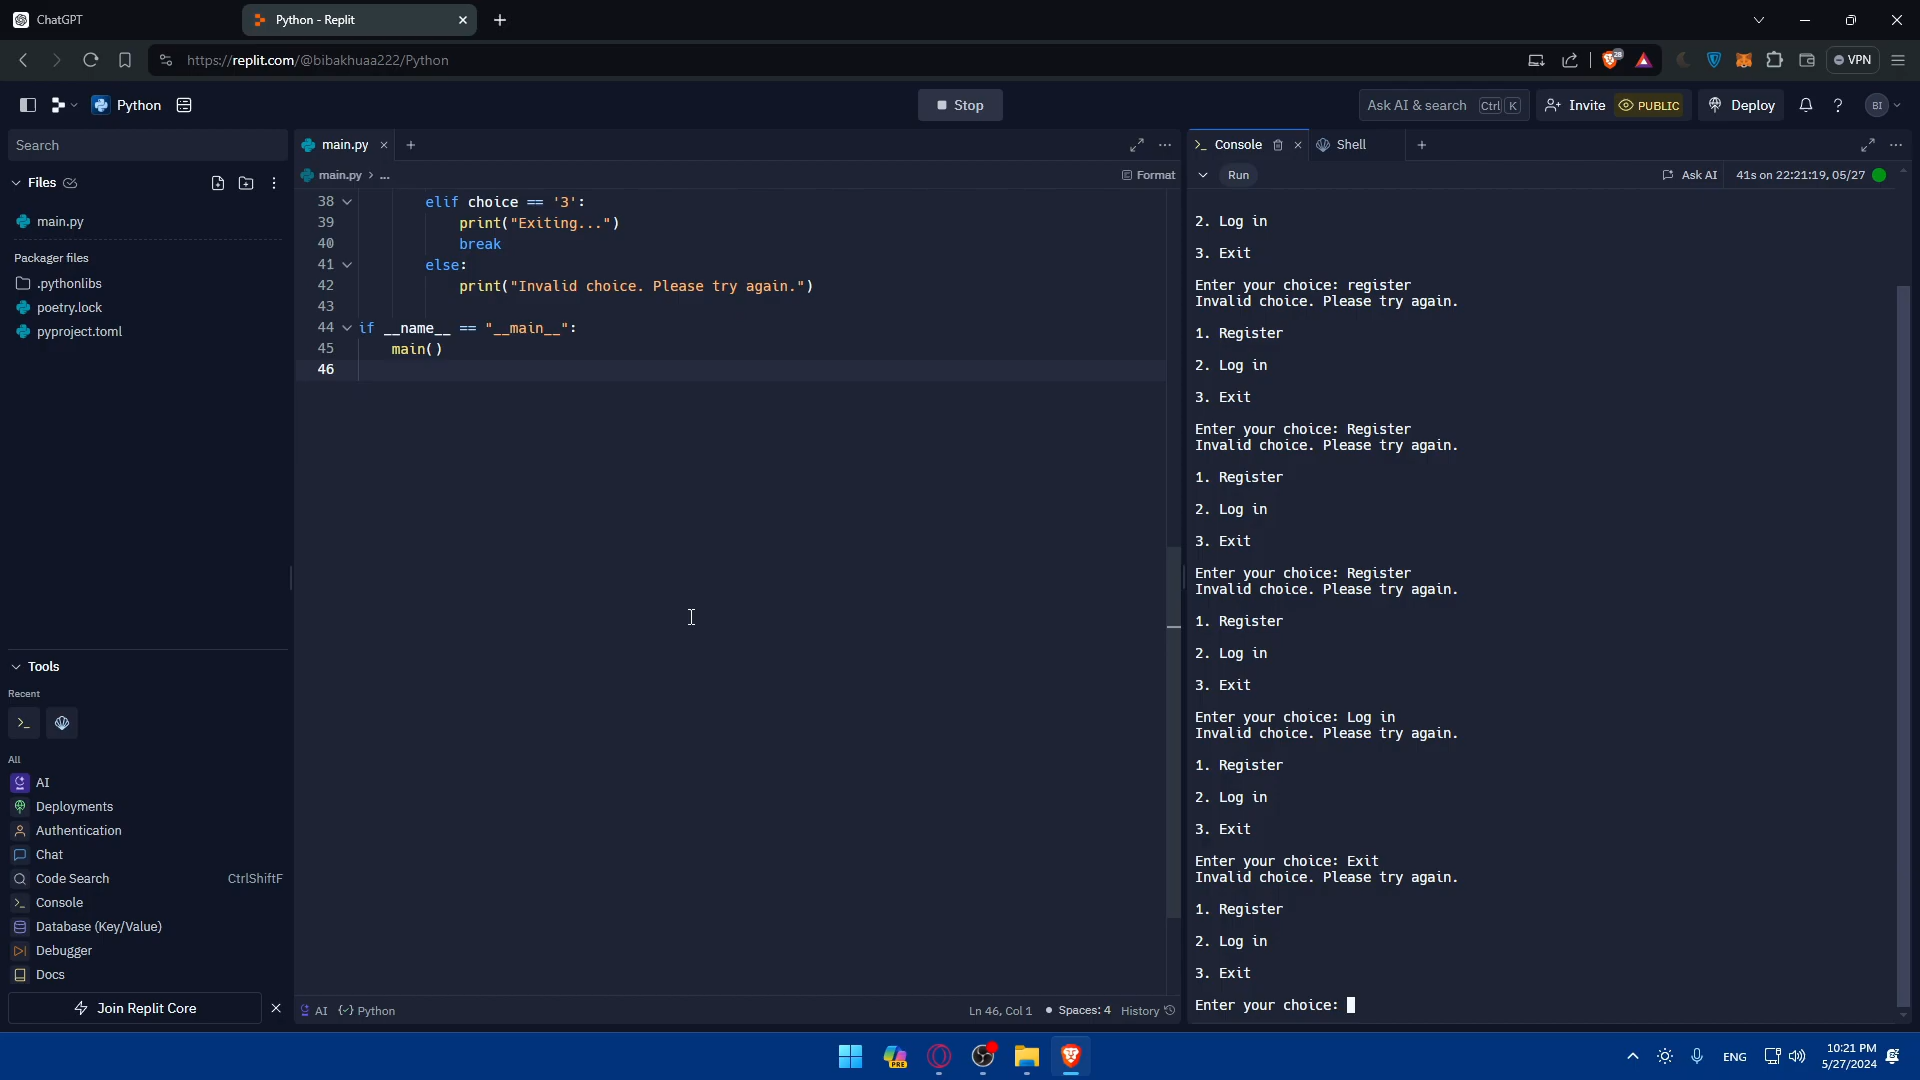 ChatGPT
Python - Replit
https://replit.com/@bibakhuaa222/Python
28
VPN
Python
Stop
Ask AI & search Ctrl K
Invite
PUBLIC
Deploy
BI
Search
Files
main.py
Packager files
.pythonlibs
poetry.lock
pyproject.toml
Tools
Recent
All
AI
Deployments
Authentication
Chat
Code Search CtrlShiftF
Console
Database (Key/Value)
Debugger
Docs
Join Replit Core
main.py
main.py > ...
Format
38 elif choice == '3':
39 print("Exiting...")
40 break
41 else:
42 print("Invalid choice. Please try again.")
43
44 if __name__ == "__main__":
45 main()
46
AI Python
Ln 46, Col 1 Spaces: 4 History
Console
Shell
Run
Ask AI 41s on 22:21:19, 05/27
2. Log in
3. Exit
Enter your choice: register
Invalid choice. Please try again.
1. Register
2. Log in
3. Exit
Enter your choice: Register
Invalid choice. Please try again.
1. Register
2. Log in
3. Exit
Enter your choice: Register
Invalid choice. Please try again.
1. Register
2. Log in
3. Exit
Enter your choice: Log in
Invalid choice. Please try again.
1. Register
2. Log in
3. Exit
Enter your choice: Exit
Invalid choice. Please try again.
1. Register
2. Log in
3. Exit
Enter your choice:
PRE
ENG
10:21 PM
5/27/2024